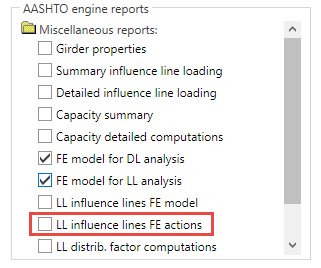 AASHTO engine reports
Miscellaneous reports:
Girder properties
Summary influence line loading
Detailed influence line loading
Capacity summary
Capacity detailed computations
FE model for DL analysis
FE model for LL analysis
LL influence lines FE model
LL influence lines FE actions
LL distrib. factor computations